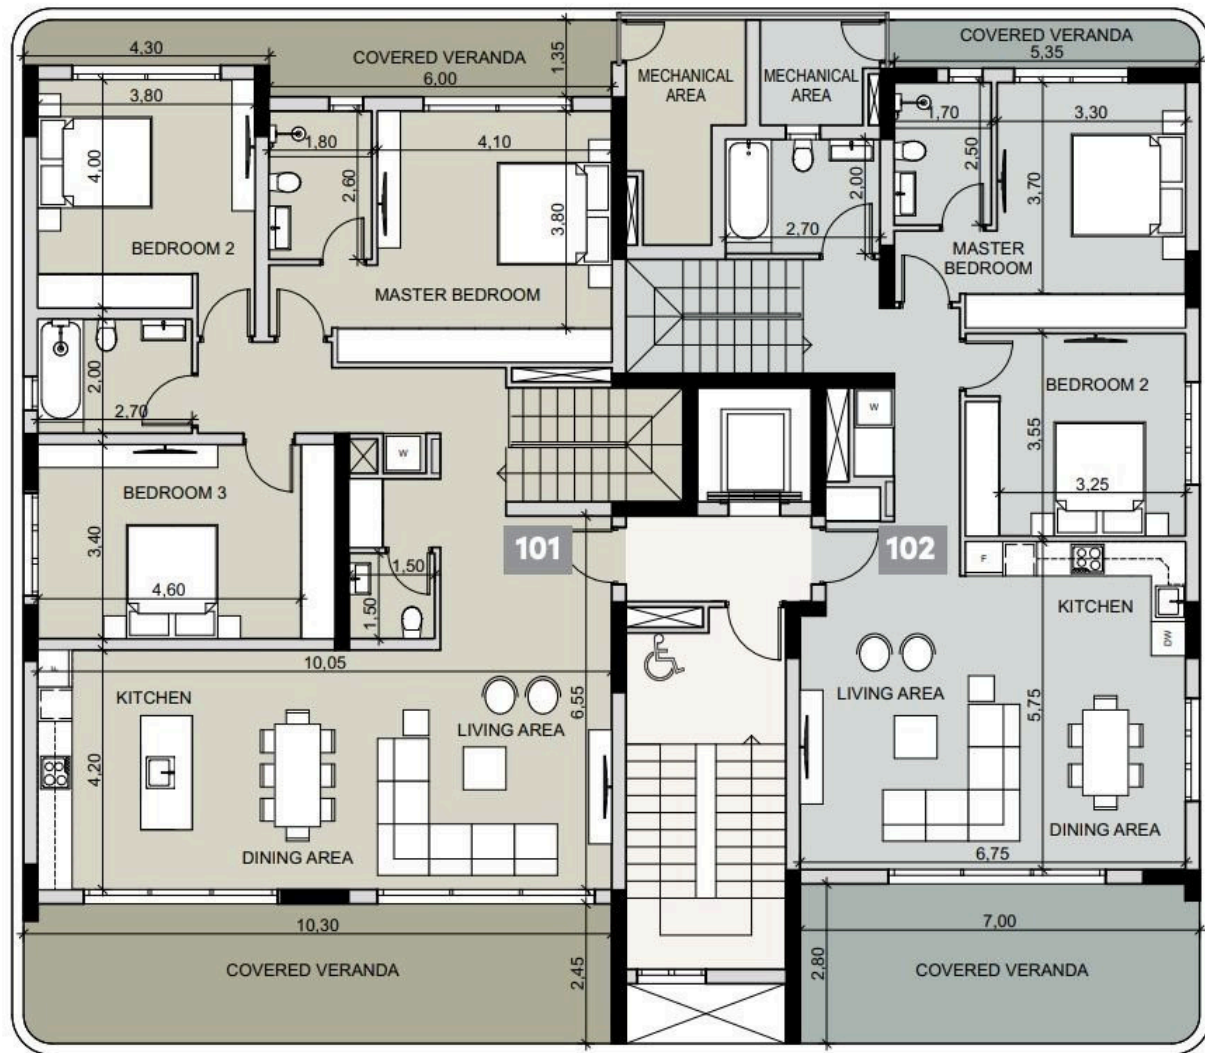 COVERED VERANDA
4,30
6,00
1,35
MECHANICAL
AREA
MECHANICAL
AREA
COVERED VERANDA
5,35
3,80
4,00
1,80
2,60
4,10
3,80
BEDROOM 2
MASTER BEDROOM
2,00
2,70
1,70
2,50
3,30
3,70
MASTER
BEDROOM
2,00
2,70
BEDROOM 2
3,55
3,25
W
W
BEDROOM 3
3,40
4,60
1,50
1,50
101
102
F
KITCHEN
DW
10,05
6,55
KITCHEN
LIVING AREA
4,20
DINING AREA
LIVING AREA
5,75
DINING AREA
6,75
10,30
2,45
COVERED VERANDA
7,00
2,80
COVERED VERANDA